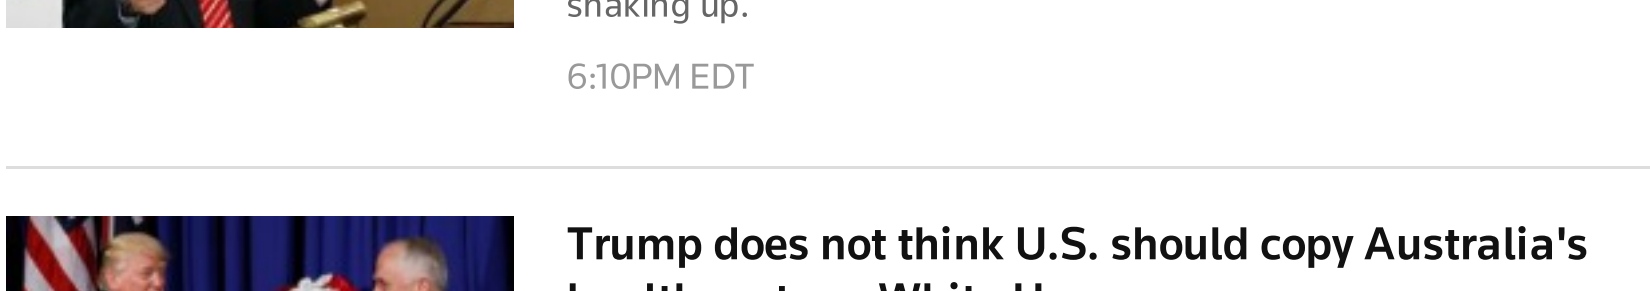 shaking up.
6:10PM EDT
Trump does not think U.S. should copy Australia's